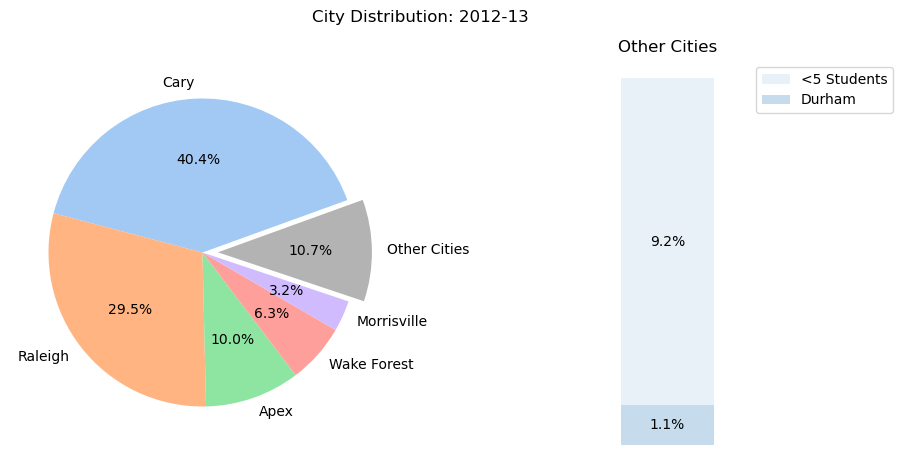 City Distribution: 2012-13
Other Cities
<5 Students
Durham
Cary
40.4%
10.7%
Other Cities
9.2%
3.2%
29.5%
6.3%
Morrisville
10.0%
Raleigh
Wake Forest
Apex
1.1%